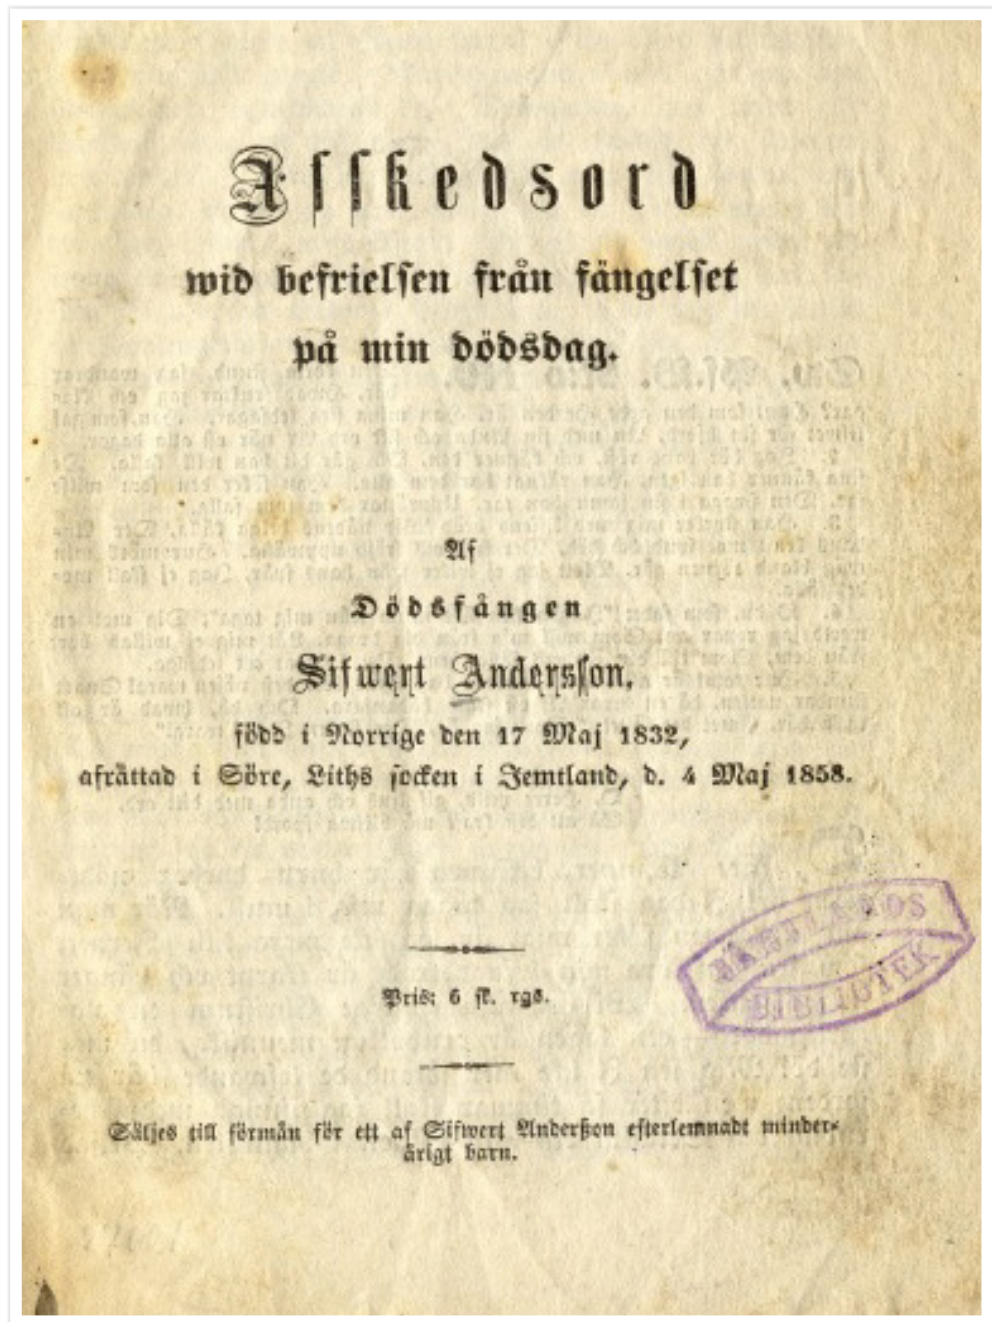 Afskedsord
wid befrielsen från fängelset
på min dödsdag.
Af
Dödsfången
Sifwert Andersson,
född i Norrige den 17 Maj 1832,
afrättad i Söre, Liths socken i Jemtland, d. 4 Maj 1858.
Pris: 6 sk. rgs.
BIBLIOTEK
Säljes till förmån för ett af Sifwert Anderßon efterlemnadt minder-
årigt barn.